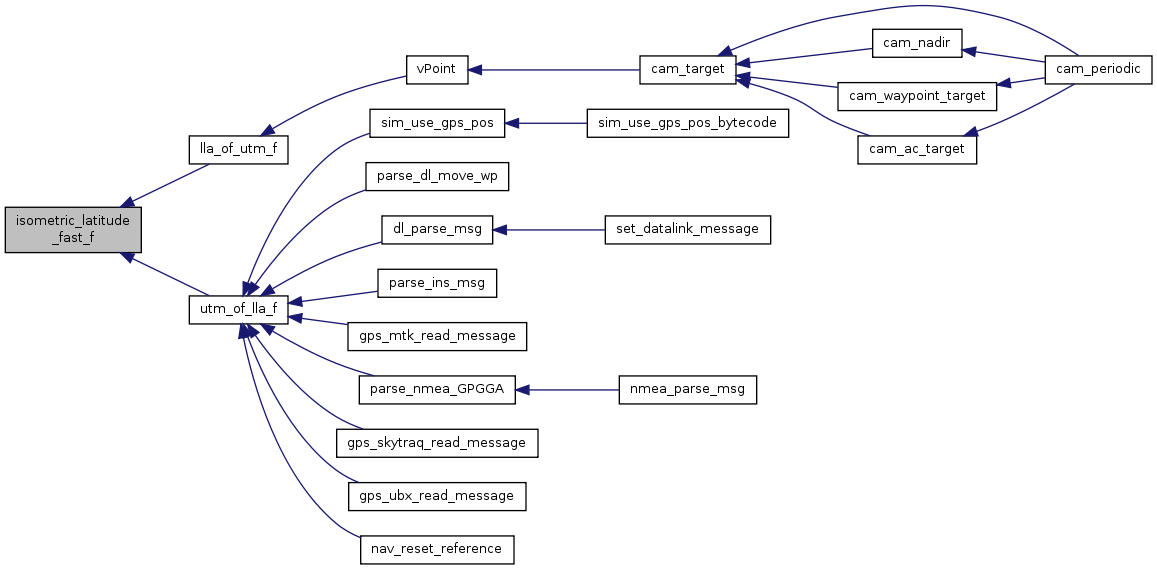 cam_nadir
vPoint
cam_target
cam_periodic
cam_waypoint_target
sim_use_gps_pos
sim_use_gps_pos_bytecode
lla_of_utm_f
cam_ac_target
parse_dl_move_wp
isometric_latitude
_fast_f
dl_parse_msg
set_datalink_message
parse_ins_msg
utm_of_lla_f
gps_mtk_read_message
parse_nmea_GPGGA
nmea_parse_msg
gps_skytraq_read_message
gps_ubx_read_message
nav_reset_reference